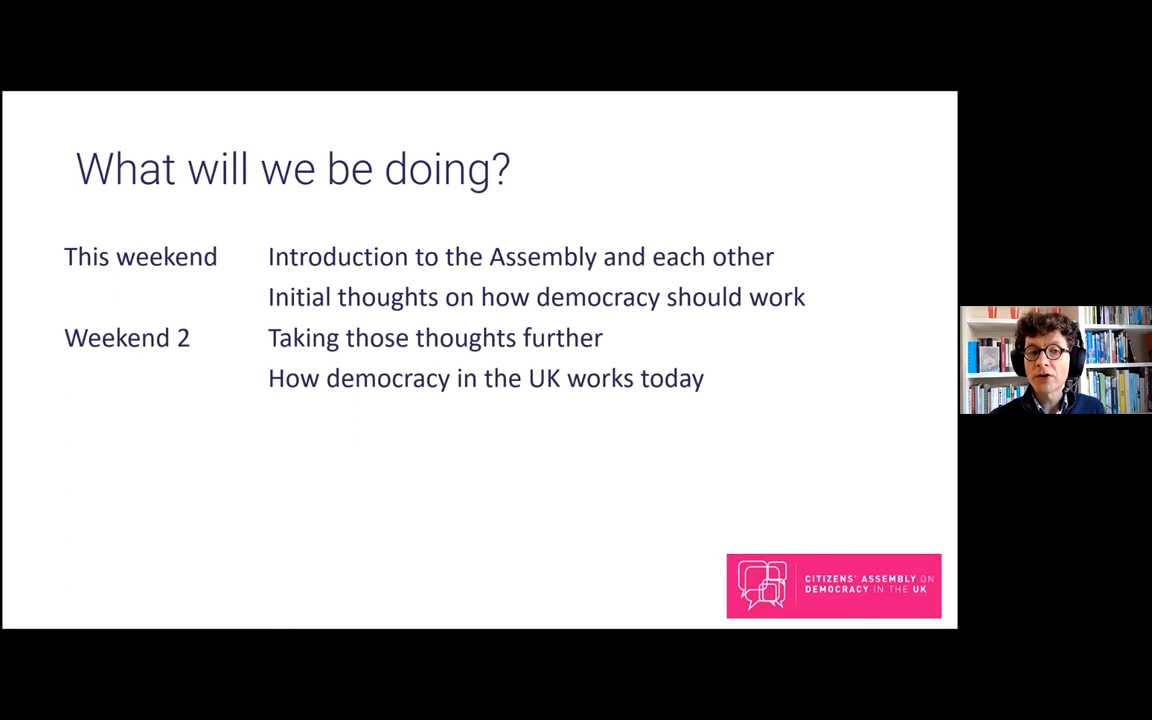 What will we be doing?
This weekend Introduction to the Assembly and each other
Initial thoughts on how democracy should work
Weekend 2 Taking those thoughts further
How democracy in the UK works today
CITIZENS' ASSEMBLY ON
DEMOCRACY IN THE UK